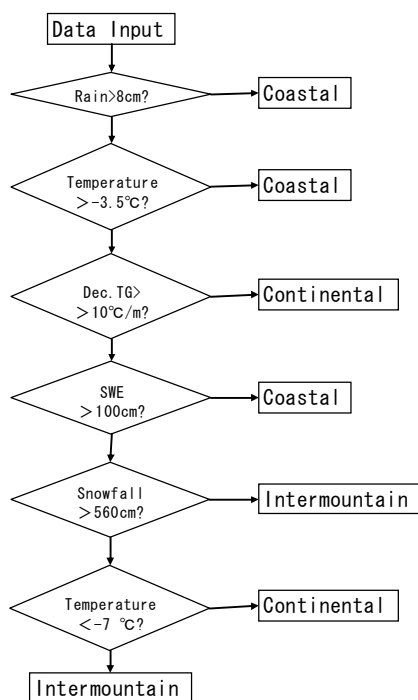 Data Input
Rain>8cm?
Coastal
Temperature
>-3.5℃?
Coastal
Dec.TG>
>10℃/m?
Continental
SWE
>100cm?
Coastal
Snowfall
>560cm?
Intermountain
Temperature
<-7 ℃?
Continental
Intermountain